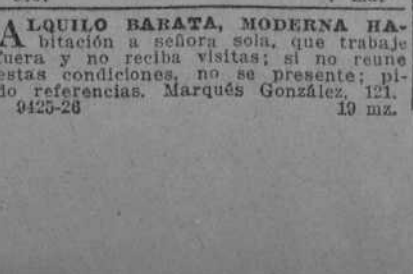 ALQUILO BARATA, MODERNA HA-
bitación a señora sola, que trabaje
fuera y no reciba visitas; si no reune
estas condiciones, no se presente; pi-
do referencias. Marqués González, 121.
9425-26 19 mz.